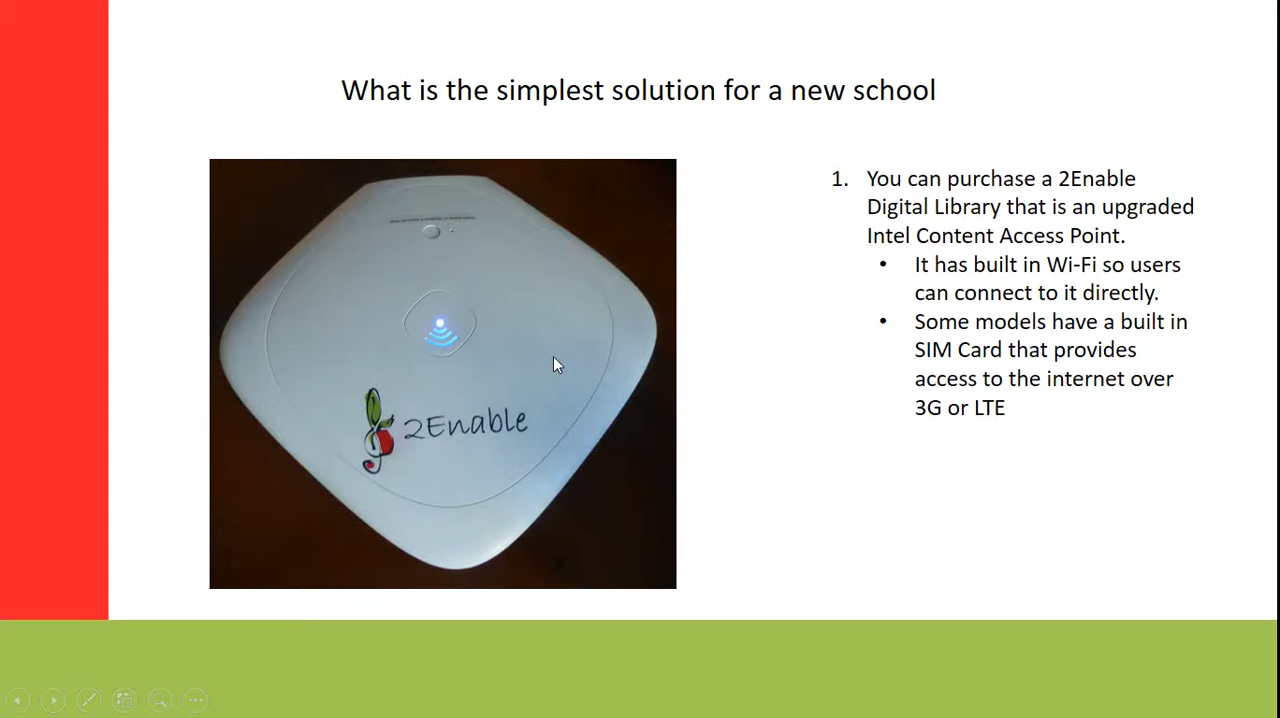 What is the simplest solution for a new school
1. You can purchase a 2Enable
Digital Library that is an upgraded
Intel Content Access Point.
• It has built in Wi-Fi so users
can connect to it directly.
• Some models have a built in
SIM Card that provides
access to the internet over
3G or LTE
2Enable